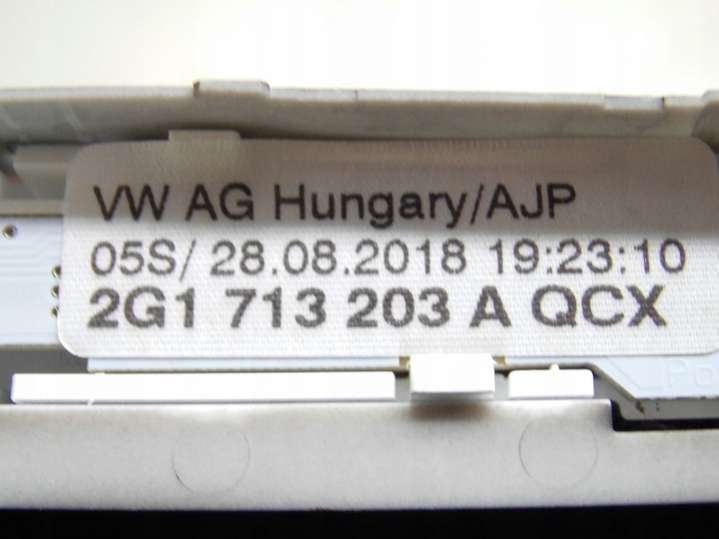 VW AG Hungary/AJP
05S/ 28.08.2018 19:23:10
2G1 713 203 A QCX